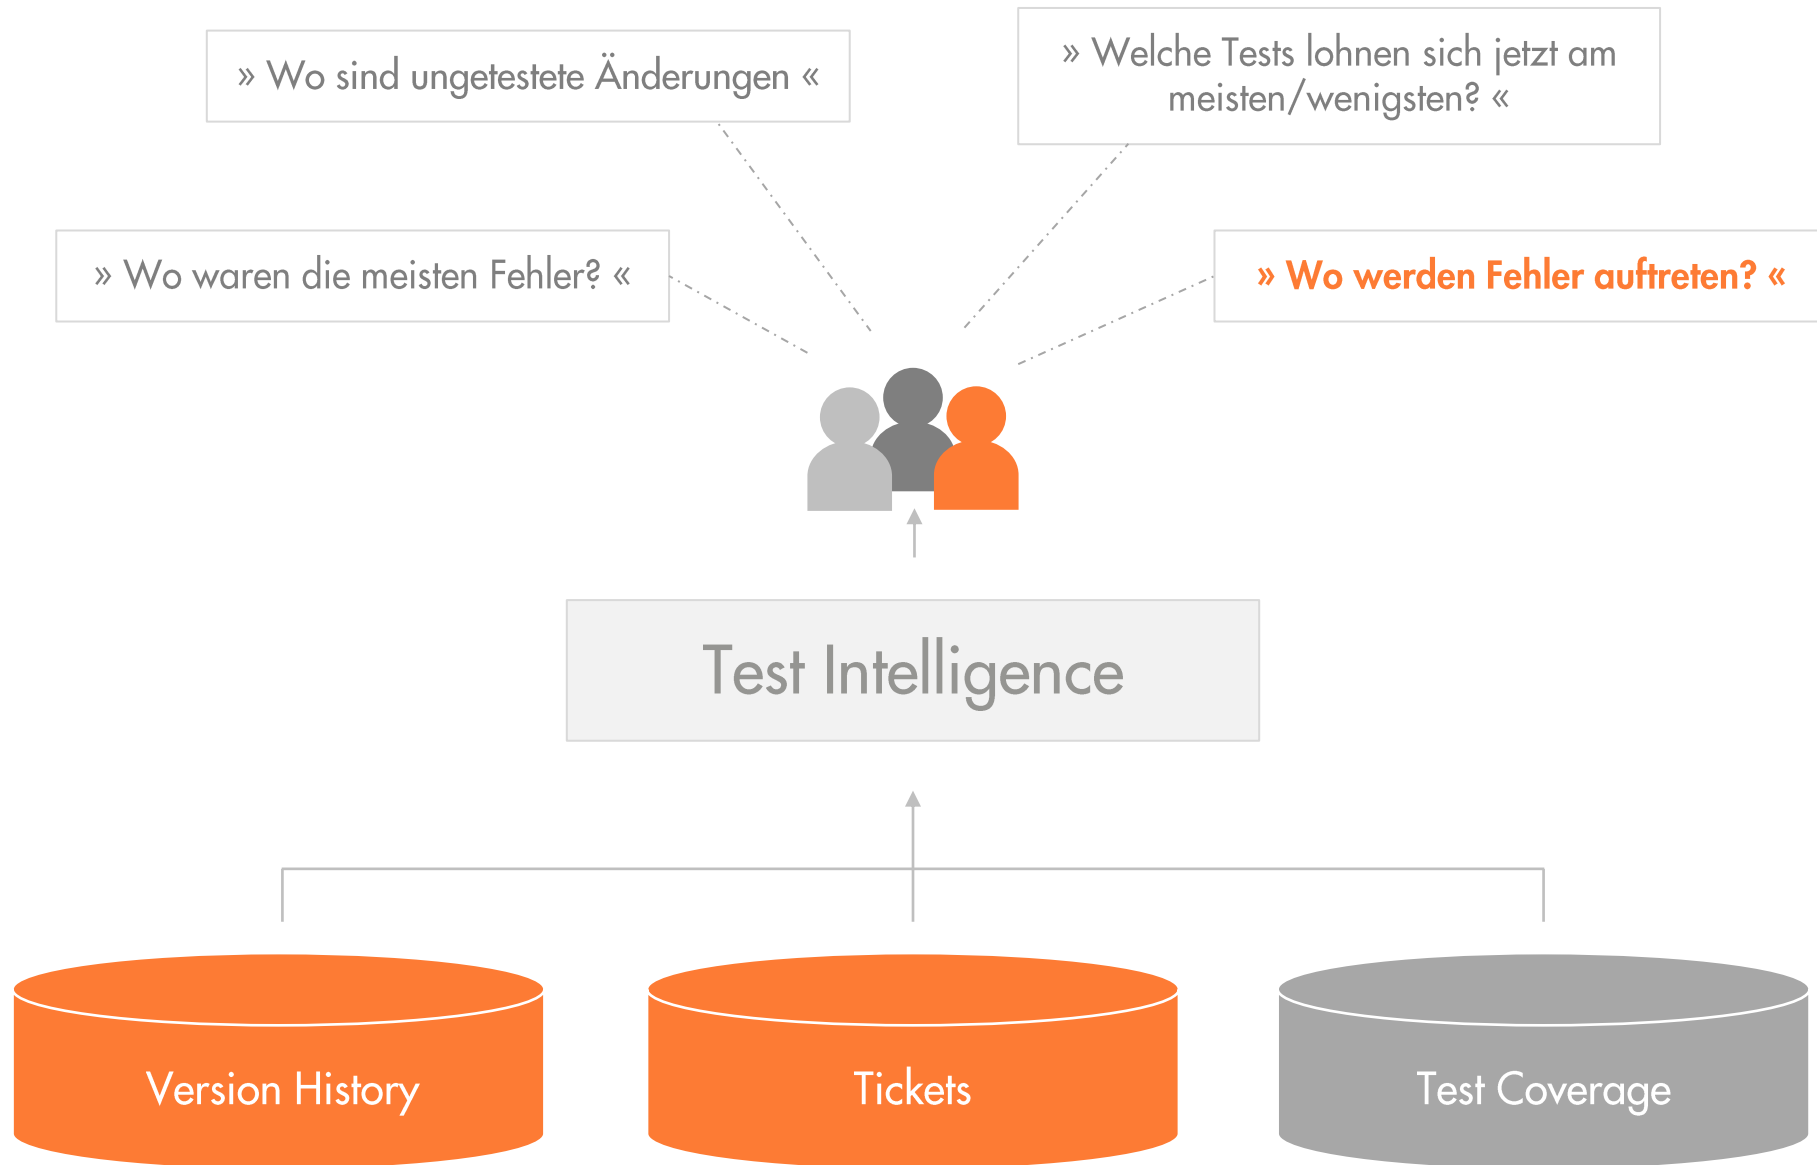 » Wo sind ungetestete Änderungen «
» Welche Tests lohnen sich jetzt am
meisten/wenigsten? «
» Wo waren die meisten Fehler? «
» Wo werden Fehler auftreten? «
Test Intelligence
Version History
Tickets
Test Coverage